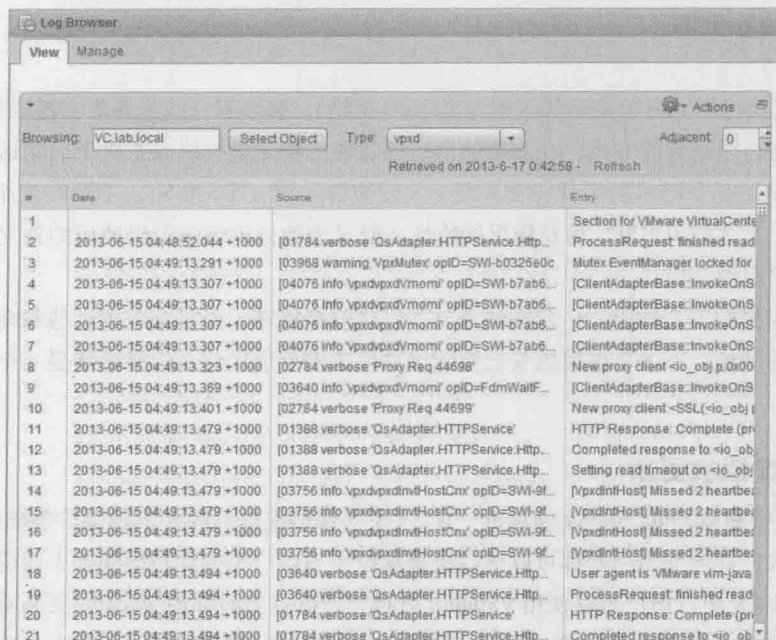 Log Browser
View Manage
Actions
Browsing: VC.lab.local Select Object Type: vpxd Adjacent: 0
Retrieved on 2013-6-17 0:42:58 - Refresh
# Date Source Entry
1 Section for VMware VirtualCente
2 2013-06-15 04:48:52.044 +1000 [01784 verbose 'QsAdapter.HTTPService.Http... ProcessRequest: finished read
3 2013-06-15 04:49:13.291 +1000 [03968 warning 'VpxMutex' opID=SWI-b0326e0c Mutex EventManager locked for
4 2013-06-15 04:49:13.307 +1000 [04076 info 'vpxdvpxdVmomi' opID=SWI-b7ab6... [ClientAdapterBase::InvokeOnS
5 2013-06-15 04:49:13.307 +1000 [04076 info 'vpxdvpxdVmomi' opID=SWI-b7ab6... [ClientAdapterBase::InvokeOnS
6 2013-06-15 04:49:13.307 +1000 [04076 info 'vpxdvpxdVmomi' opID=SWI-b7ab6... [ClientAdapterBase::InvokeOnS
7 2013-06-15 04:49:13.307 +1000 [04076 info 'vpxdvpxdVmomi' opID=SWI-b7ab6... [ClientAdapterBase::InvokeOnS
8 2013-06-15 04:49:13.323 +1000 [02784 verbose 'Proxy Req 44698' New proxy client <io_obj p:0x00
9 2013-06-15 04:49:13.369 +1000 [03640 info 'vpxdvpxdVmomi' opID=FdmWaitF... [ClientAdapterBase::InvokeOnS
10 2013-06-15 04:49:13.401 +1000 [02784 verbose 'Proxy Req 44699' New proxy client <SSL(<io_obj p
11 2013-06-15 04:49:13.479 +1000 [01388 verbose 'QsAdapter.HTTPService' HTTP Response: Complete (pr
12 2013-06-15 04:49:13.479 +1000 [01388 verbose 'QsAdapter.HTTPService.Http... Completed response to <io_obj
13 2013-06-15 04:49:13.479 +1000 [01388 verbose 'QsAdapter.HTTPService.Http... Setting read timeout on <io_obj
14 2013-06-15 04:49:13.479 +1000 [03756 info 'vpxdvpxdInvtHostCnx' opID=SWI-9f... [VpxdIntHost] Missed 2 heartbea
15 2013-06-15 04:49:13.479 +1000 [03756 info 'vpxdvpxdInvtHostCnx' opID=SWI-9f... [VpxdIntHost] Missed 2 heartbea
16 2013-06-15 04:49:13.479 +1000 [03756 info 'vpxdvpxdInvtHostCnx' opID=SWI-9f... [VpxdIntHost] Missed 2 heartbea
17 2013-06-15 04:49:13.479 +1000 [03756 info 'vpxdvpxdInvtHostCnx' opID=SWI-9f... [VpxdIntHost] Missed 2 heartbea
18 2013-06-15 04:49:13.494 +1000 [03640 verbose 'QsAdapter.HTTPService.Http... User agent is 'VMware vim-java
19 2013-06-15 04:49:13.494 +1000 [03640 verbose 'QsAdapter.HTTPService.Http... ProcessRequest: finished read
20 2013-06-15 04:49:13.494 +1000 [01784 verbose 'QsAdapter.HTTPService' HTTP Response: Complete (pr
21 2013-06-15 04:49:13.494 +1000 [01784 verbose 'QsAdapter.HTTPService.Http... Completed response to <io_ob